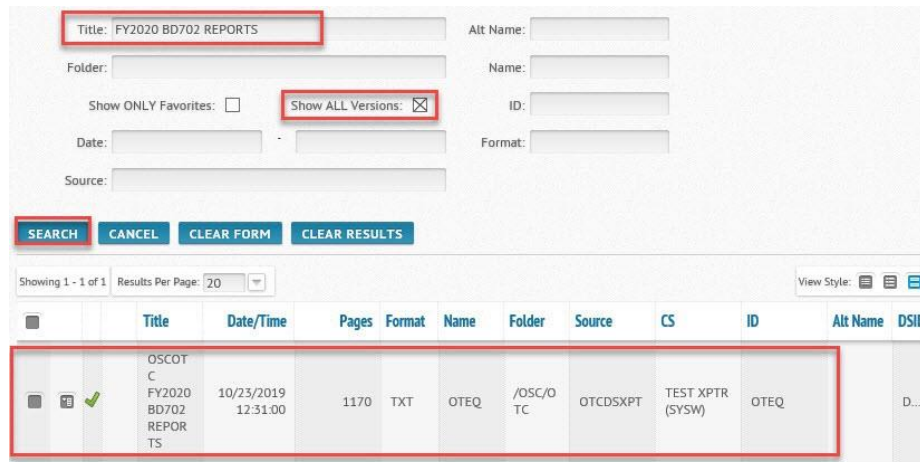 Title: FY2020 BD702 REPORTS Alt Name:
Folder: Name:
Show ONLY Favorites: Show ALL Versions: ID:
Date: - Format:
Source:
SEARCH CANCEL CLEAR FORM CLEAR RESULTS
Showing 1 - 1 of 1 Results Per Page: 20 View Style:
Title Date/Time Pages Format Name Folder Source CS ID Alt Name DSID
OSCOT
C
FY2020
BD702
REPOR
TS
10/23/2019
12:31:00
1170 TXT OTEQ
/OSC/O
TC
OTCDSXPT
TEST XPTR
(SYSW)
OTEQ D...